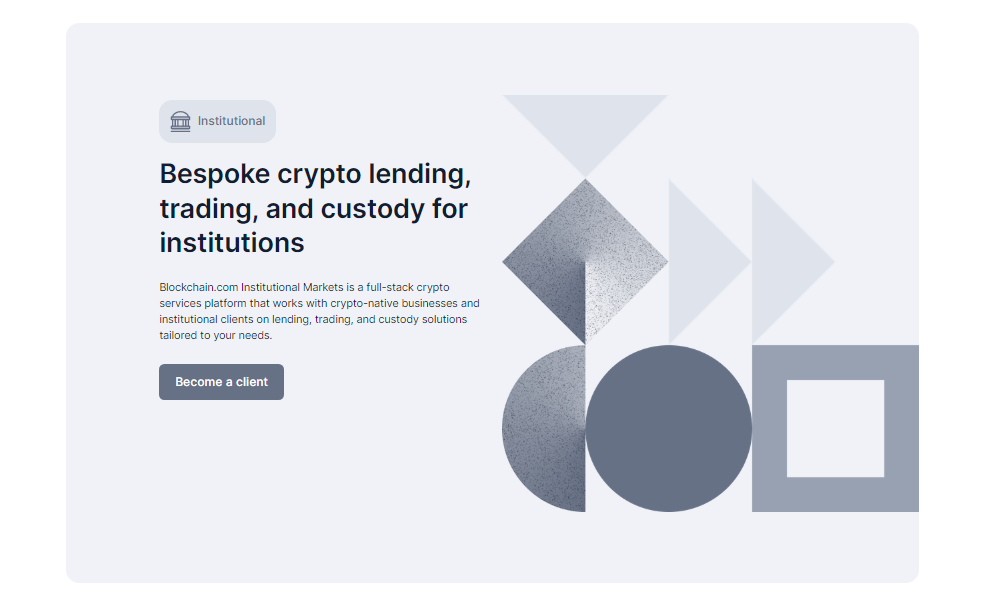 Institutional
Bespoke crypto lending,
trading, and custody for
institutions
Blockchain.com Institutional Markets is a full-stack crypto
services platform that works with crypto-native businesses and
institutional clients on lending, trading, and custody solutions
tailored to your needs.
Become a client